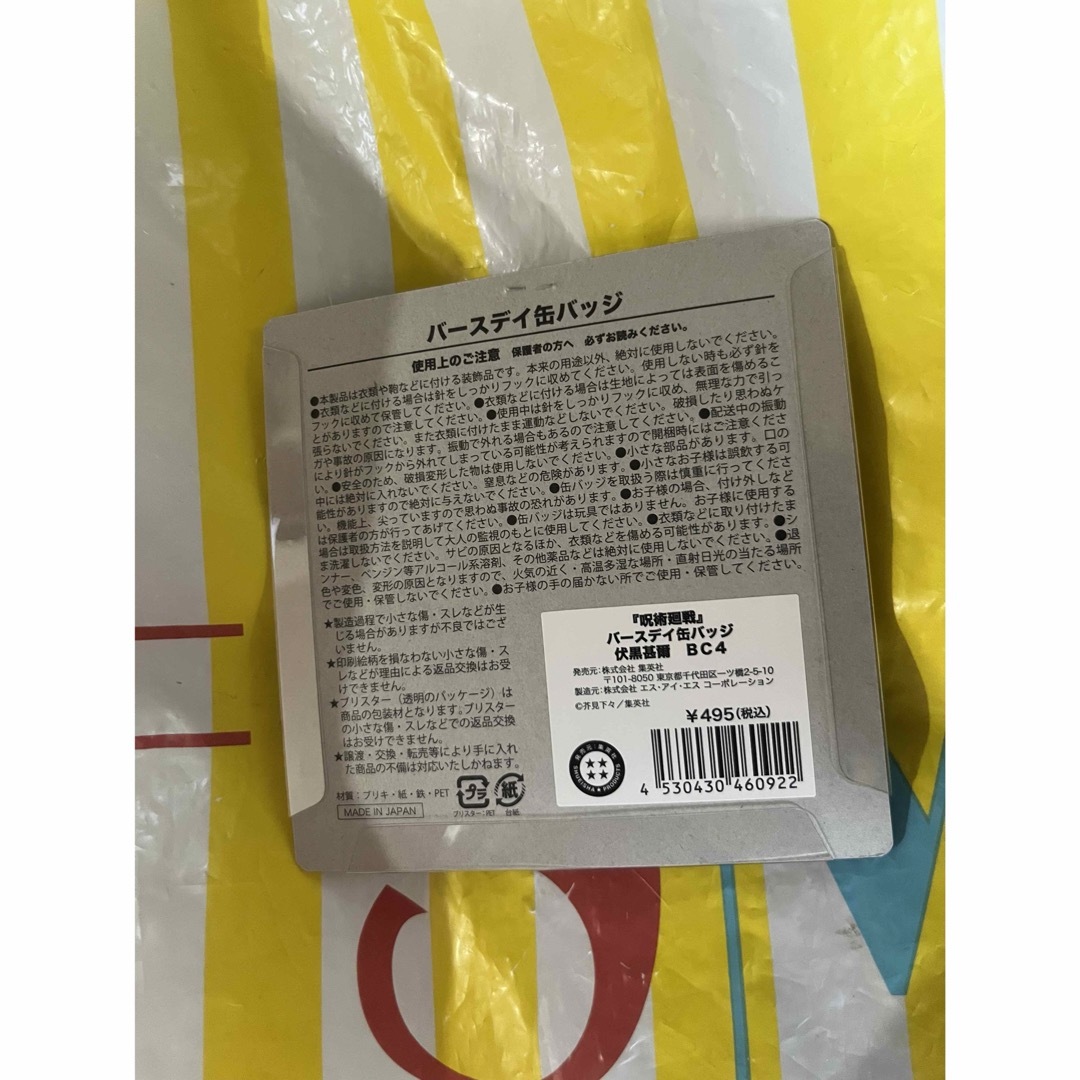 バースデイ缶バッジ
使用上のご注意 保護者の方へ 必ずお読みください。
●本製品は衣類や鞄などに付ける装飾品です。本来の用途以外、絶対に使用しないでください。
●衣類などに付ける場合は針をしっかりフックに収めてください。使用しない時も必ず針を
フックに収めて保管してください。●衣類などに付ける場合は生地によっては表面を傷めるこ
とがありますので注意してください。●使用中は針をしっかりフックに収め、無理な力で引っ
張らないでください。また衣類に付けたまま運動などしないでください。破損したり思わぬケ
ガや事故の原因になります。振動で外れる場合もあるので注意してください。●配送中の振動
により針がフックから外れてしまっている可能性が考えられますので開梱時にはご注意くださ
い。●安全のため、破損変形した物は使用しないでください。●小さな部品があります。口の
中には絶対に入れないでください。窒息などの危険があります。●小さなお子様は誤飲する可
能性がありますので絶対に与えないでください。●缶バッジを取扱う際は慎重に行ってくださ
い。機能上、尖っていますので思わぬ事故の恐れがあります。●お子様の場合、付け外しなど
は保護者の方が行ってあげてください。●缶バッジは玩具ではありません。お子様に使用する
場合は取扱方法を説明して大人の監視のもとに使用してください。●衣類などに取り付けたま
ま洗濯しないでください。サビの原因となるほか、衣類などを傷める可能性があります。●シ
ンナー、ベンジン等アルコール系溶剤、その他薬品などは絶対に使用しないでください。●退
色や変色、変形の原因となりますので、火気の近く・高温多湿な場所・直射日光の当たる場所
でご使用・保管しないでください。●お子様の手の届かない所でご使用・保管してください。
★製造過程で小さな傷・スレなどが生
じる場合がありますが不良ではござ
いません。
★印刷絵柄を損なわない小さな傷・ス
レなどが理由による返品交換はお受
けできません。
★ブリスター（透明のパッケージ）は
商品の包装材となります。ブリスター
の小さな傷・スレなどでの返品交換
はお受けできません。
★譲渡・交換・転売等により手に入れ
た商品の不備は対応いたしかねます。
材質：ブリキ・紙・鉄・PET
MADE IN JAPAN
プラ
ブリスター：PET
紙
台紙
『呪術廻戦』
バースデイ缶バッジ
伏黒甚爾 BC4
発売元：株式会社 集英社
〒101-8050 東京都千代田区一ツ橋2-5-10
製造元：株式会社 エス・アイ・エス コーポレーション
©芥見下々／集英社
¥495(税込)
発売元：集英社
SHUEISHA PRODUCTS
4 530430 460922